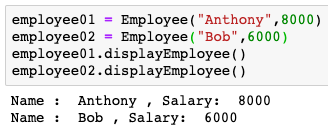 employee01 = Employee("Anthony",8000)
employee02 = Employee("Bob",6000)
employee01.displayEmployee()
employee02.displayEmployee()
Name :  Anthony , Salary:  8000
Name :  Bob , Salary:  6000